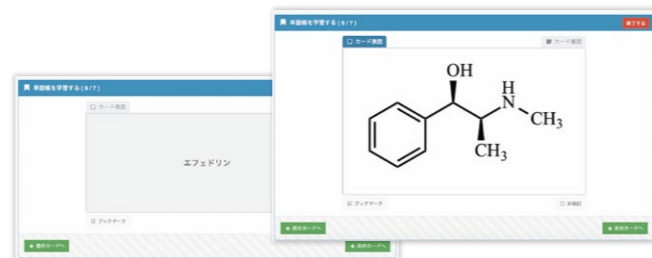 単語帳を学習する(6/7)
カード表面
エフェドリン
ブックマーク
前のカードへ
次のカードへ
単語帳を学習する(6/7)
終了する
カード表面
カード裏面
OH
H
N
CH3
CH3
ブックマーク
未暗記
前のカードへ
次のカードへ